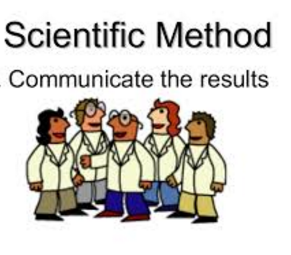 Scientific Method
Communicate the results